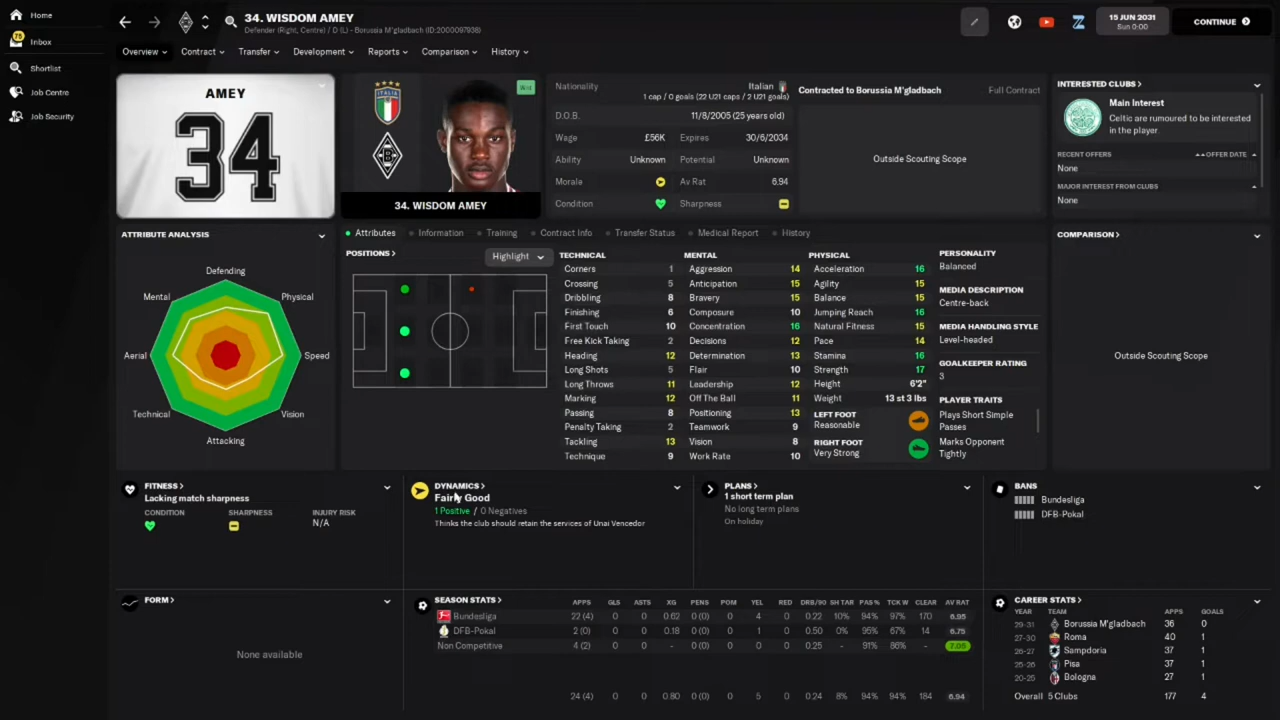 Home
75
Inbox
Shortlist
Job Centre
Job Security
34. WISDOM AMEY
Defender (Right, Centre) / D (L) - Borussia M'gladbach (ID:2000097938)
15 JUN 2031
Sun 0:00
CONTINUE
Overview
Contract
Transfer
Development
Reports
Comparison
History
AMEY
34
ITALIA
Wnt
34. WISDOM AMEY
Nationality Italian
1 cap / 0 goals (22 U21 caps / 2 U21 goals)
D.O.B. 11/8/2005 (25 years old)
Wage £56K Expires 30/6/2034
Ability Unknown Potential Unknown
Morale Av Rat 6.94
Condition Sharpness
Contracted to Borussia M'gladbach Full Contract
Outside Scouting Scope
INTERESTED CLUBS >
Main Interest
Celtic are rumoured to be interested
in the player.
RECENT OFFERS OFFER DATE
None
MAJOR INTEREST FROM CLUBS
None
ATTRIBUTE ANALYSIS
Defending
Physical
Speed
Vision
Attacking
Technical
Aerial
Mental
Attributes
Information
Training
Contract Info
Transfer Status
Medical Report
History
POSITIONS >
Highlight
TECHNICAL
Corners 1
Crossing 5
Dribbling 8
Finishing 6
First Touch 10
Free Kick Taking 2
Heading 12
Long Shots 5
Long Throws 11
Marking 12
Passing 8
Penalty Taking 2
Tackling 13
Technique 9
MENTAL
Aggression 14
Anticipation 15
Bravery 15
Composure 10
Concentration 16
Decisions 12
Determination 13
Flair 10
Leadership 12
Off The Ball 11
Positioning 13
Teamwork 9
Vision 8
Work Rate 10
PHYSICAL
Acceleration 16
Agility 15
Balance 15
Jumping Reach 16
Natural Fitness 15
Pace 14
Stamina 16
Strength 17
Height 6'2"
Weight 13 st 3 lbs
LEFT FOOT
Reasonable
RIGHT FOOT
Very Strong
PERSONALITY
Balanced
MEDIA DESCRIPTION
Centre-back
MEDIA HANDLING STYLE
Level-headed
GOALKEEPER RATING
3
PLAYER TRAITS
Plays Short Simple
Passes
Marks Opponent
Tightly
COMPARISON >
Outside Scouting Scope
FITNESS >
Lacking match sharpness
CONDITION SHARPNESS INJURY RISK
N/A
DYNAMICS >
Fairly Good
1 Positive / 0 Negatives
Thinks the club should retain the services of Unai Vencedor
PLANS >
1 short term plan
No long term plans
On holiday
BANS
Bundesliga
DFB-Pokal
FORM >
None available
SEASON STATS > APPS GLS ASTS XG PENS POM YEL RED DRB/90 SH TAR PAS % TCK W CLEAR AV RAT
Bundesliga 22 (4) 0 0 0.62 0 (0) 0 4 0 0.22 10% 94% 97% 170 6.95
DFB-Pokal 2 (0) 0 0 0.18 0 (0) 0 1 0 0.50 0% 95% 67% 14 6.75
Non Competitive 4 (2) 0 0 - 0 (0) 0 0 0 0.25 - 91% 86% - 7.05
24 (4) 0 0 0.80 0 (0) 0 5 0 0.24 8% 94% 94% 184 6.94
CAREER STATS >
YEAR TEAM APPS GOALS
29-31 Borussia M'gladbach 36 0
27-30 Roma 40 1
26-27 Sampdoria 37 1
25-26 Pisa 37 1
20-25 Bologna 27 1
Overall 5 Clubs 177 4